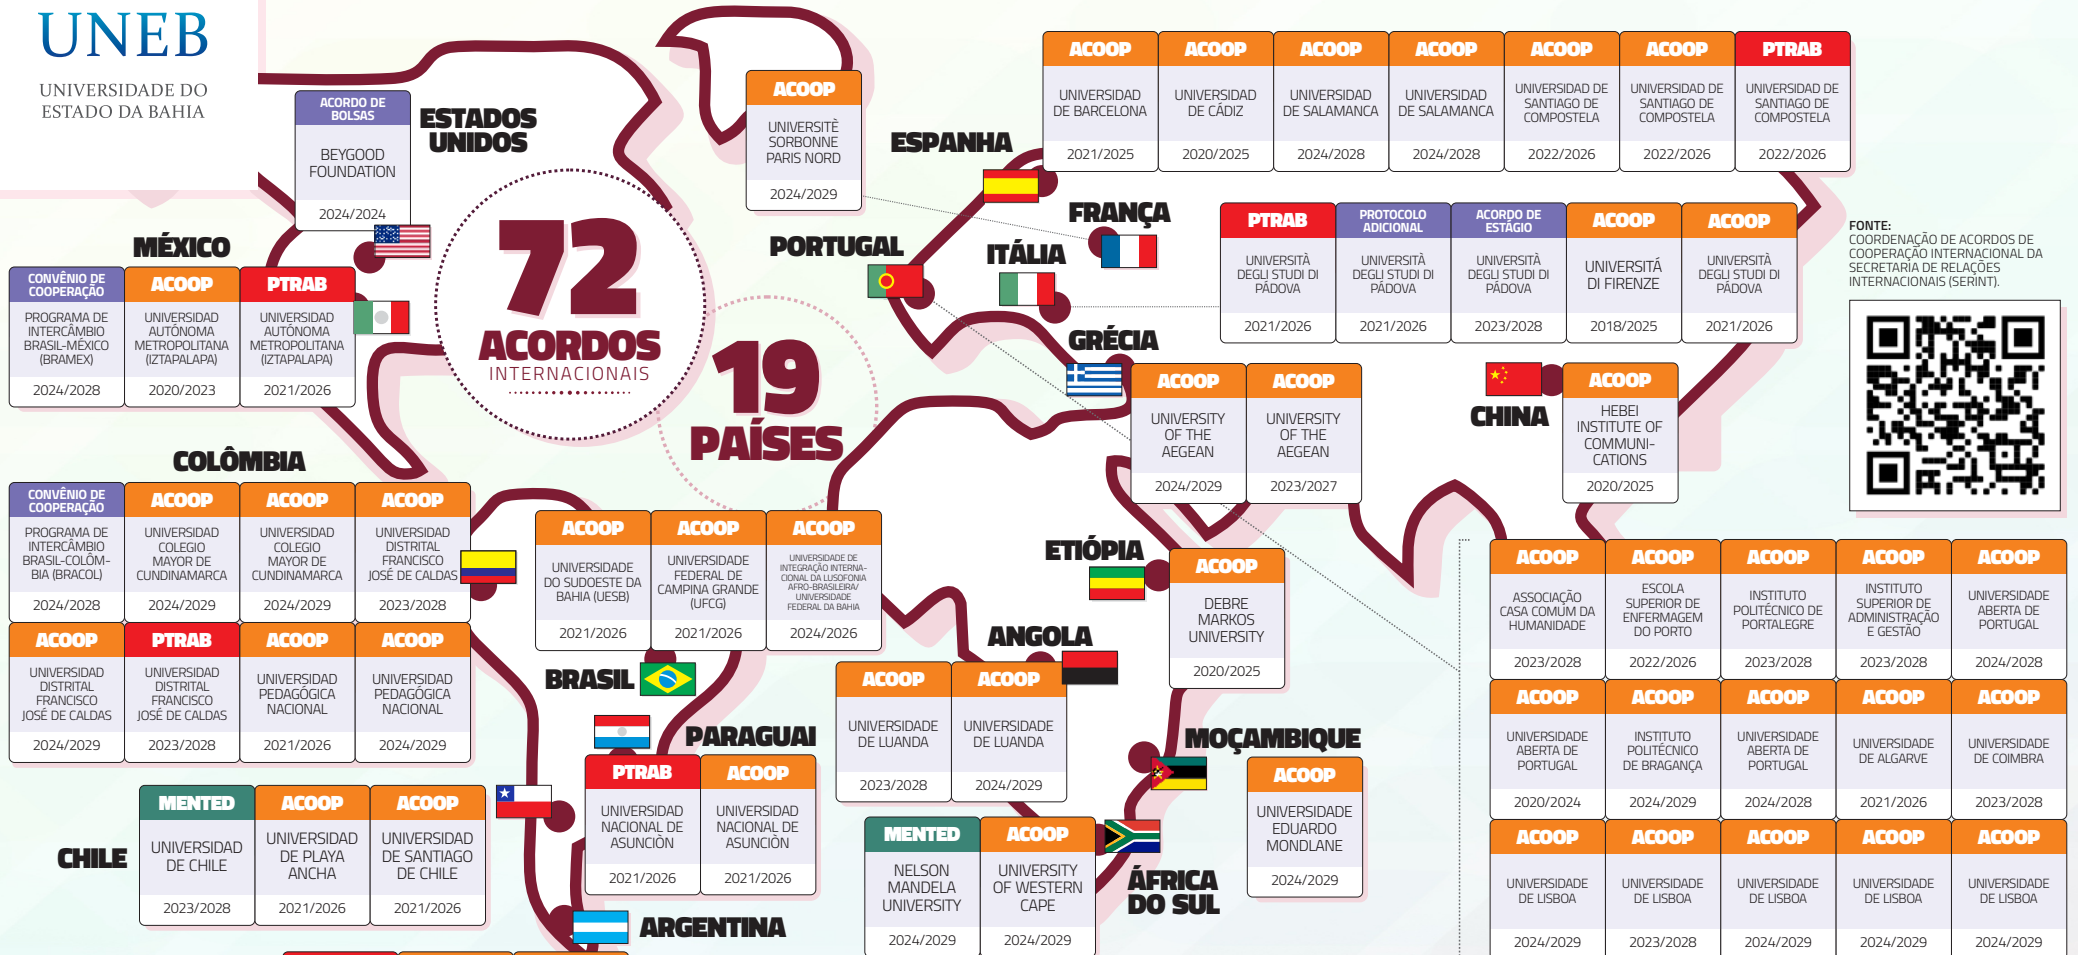 UNEB
UNIVERSIDADE DO
ESTADO DA BAHIA
ACORDO DE
BOLSAS
BEYGOOD
FOUNDATION
2024/2024
ESTADOS
UNIDOS
MÉXICO
CONVÊNIO DE
COOPERAÇÃO
PROGRAMA DE
INTERCÂMBIO
BRASIL-MÉXICO
(BRAMEX)
2024/2028
ACOOP
UNIVERSIDAD
AUTÓNOMA
METROPOLITANA
(IZTAPALAPA)
2020/2023
PTRAB
UNIVERSIDAD
AUTÓNOMA
METROPOLITANA
(IZTAPALAPA)
2021/2026
72
ACORDOS
INTERNACIONAIS
19
PAÍSES
ACOOP
UNIVERSITÈ
SORBONNE
PARIS NORD
2024/2029
ESPANHA
ACOOP
UNIVERSIDAD
DE BARCELONA
2021/2025
ACOOP
UNIVERSIDAD
DE CÁDIZ
2020/2025
ACOOP
UNIVERSIDAD
DE SALAMANCA
2024/2028
ACOOP
UNIVERSIDAD
DE SALAMANCA
2024/2028
ACOOP
UNIVERSIDAD DE
SANTIAGO DE
COMPOSTELA
2022/2026
ACOOP
UNIVERSIDAD DE
SANTIAGO DE
COMPOSTELA
2022/2026
PTRAB
UNIVERSIDAD DE
SANTIAGO DE
COMPOSTELA
2022/2026
FRANÇA
PORTUGAL
ITÁLIA
PTRAB
UNIVERSITÀ
DEGLI STUDI DI
PÁDOVA
2021/2026
PROTOCOLO
ADICIONAL
UNIVERSITÀ
DEGLI STUDI DI
PÁDOVA
2021/2026
ACORDO DE
ESTÁGIO
UNIVERSITÀ
DEGLI STUDI DI
PÁDOVA
2023/2028
ACOOP
UNIVERSITÁ
DI FIRENZE
2018/2025
ACOOP
UNIVERSITÀ
DEGLI STUDI DI
PÁDOVA
2021/2026
FONTE:
COORDENAÇÃO DE ACORDOS DE
COOPERAÇÃO INTERNACIONAL DA
SECRETARIA DE RELAÇÕES
INTERNACIONAIS (SERINT).
GRÉCIA
ACOOP
UNIVERSITY
OF THE
AEGEAN
2024/2029
ACOOP
UNIVERSITY
OF THE
AEGEAN
2023/2027
CHINA
ACOOP
HEBEI
INSTITUTE OF
COMMUNI-
CATIONS
2020/2025
COLÔMBIA
CONVÊNIO DE
COOPERAÇÃO
PROGRAMA DE
INTERCÂMBIO
BRASIL-COLÔM-
BIA (BRACOL)
2024/2028
ACOOP
UNIVERSIDAD
COLEGIO
MAYOR DE
CUNDINAMARCA
2024/2029
ACOOP
UNIVERSIDAD
COLEGIO
MAYOR DE
CUNDINAMARCA
2024/2029
ACOOP
UNIVERSIDAD
DISTRITAL
FRANCISCO
JOSÉ DE CALDAS
2023/2028
ACOOP
UNIVERSIDAD
DISTRITAL
FRANCISCO
JOSÉ DE CALDAS
2024/2029
PTRAB
UNIVERSIDAD
DISTRITAL
FRANCISCO
JOSÉ DE CALDAS
2023/2028
ACOOP
UNIVERSIDAD
PEDAGÓGICA
NACIONAL
2021/2026
ACOOP
UNIVERSIDAD
PEDAGÓGICA
NACIONAL
2024/2029
ACOOP
UNIVERSIDADE
DO SUDOESTE DA
BAHIA (UESB)
2021/2026
ACOOP
UNIVERSIDADE
FEDERAL DE
CAMPINA GRANDE
(UFCG)
2021/2026
ACOOP
UNIVERSIDADE DE
INTEGRAÇÃO INTERNA-
CIONAL DA LUSOFONIA
AFRO-BRASILEIRA/
UNIVERSIDADE
FEDERAL DA BAHIA
2024/2026
BRASIL
ETIÓPIA
ACOOP
DEBRE
MARKOS
UNIVERSITY
2020/2025
ANGOLA
ACOOP
UNIVERSIDADE
DE LUANDA
2023/2028
ACOOP
UNIVERSIDADE
DE LUANDA
2024/2029
PARAGUAI
PTRAB
UNIVERSIDAD
NACIONAL DE
ASUNCIÒN
2021/2026
ACOOP
UNIVERSIDAD
NACIONAL DE
ASUNCIÒN
2021/2026
MOÇAMBIQUE
ACOOP
UNIVERSIDADE
EDUARDO
MONDLANE
2024/2029
CHILE
MENTED
UNIVERSIDAD
DE CHILE
2023/2028
ACOOP
UNIVERSIDAD
DE PLAYA
ANCHA
2021/2026
ACOOP
UNIVERSIDAD
DE SANTIAGO
DE CHILE
2021/2026
ARGENTINA
MENTED
NELSON
MANDELA
UNIVERSITY
2024/2029
ACOOP
UNIVERSITY
OF WESTERN
CAPE
2024/2029
ÁFRICA
DO SUL
ACOOP
ASSOCIAÇÃO
CASA COMUM DA
HUMANIDADE
2023/2028
ACOOP
ESCOLA
SUPERIOR DE
ENFERMAGEM
DO PORTO
2022/2026
ACOOP
INSTITUTO
POLITÉCNICO DE
PORTALEGRE
2023/2028
ACOOP
INSTITUTO
SUPERIOR DE
ADMINISTRAÇÃO
E GESTÃO
2023/2028
ACOOP
UNIVERSIDADE
ABERTA DE
PORTUGAL
2024/2028
ACOOP
UNIVERSIDADE
ABERTA DE
PORTUGAL
2020/2024
ACOOP
INSTITUTO
POLITÉCNICO
DE BRAGANÇA
2024/2029
ACOOP
UNIVERSIDADE
ABERTA DE
PORTUGAL
2024/2028
ACOOP
UNIVERSIDADE
DE ALGARVE
2021/2026
ACOOP
UNIVERSIDADE
DE COIMBRA
2023/2028
ACOOP
UNIVERSIDADE
DE LISBOA
2024/2029
ACOOP
UNIVERSIDADE
DE LISBOA
2023/2028
ACOOP
UNIVERSIDADE
DE LISBOA
2024/2029
ACOOP
UNIVERSIDADE
DE LISBOA
2024/2029
ACOOP
UNIVERSIDADE
DE LISBOA
2024/2029